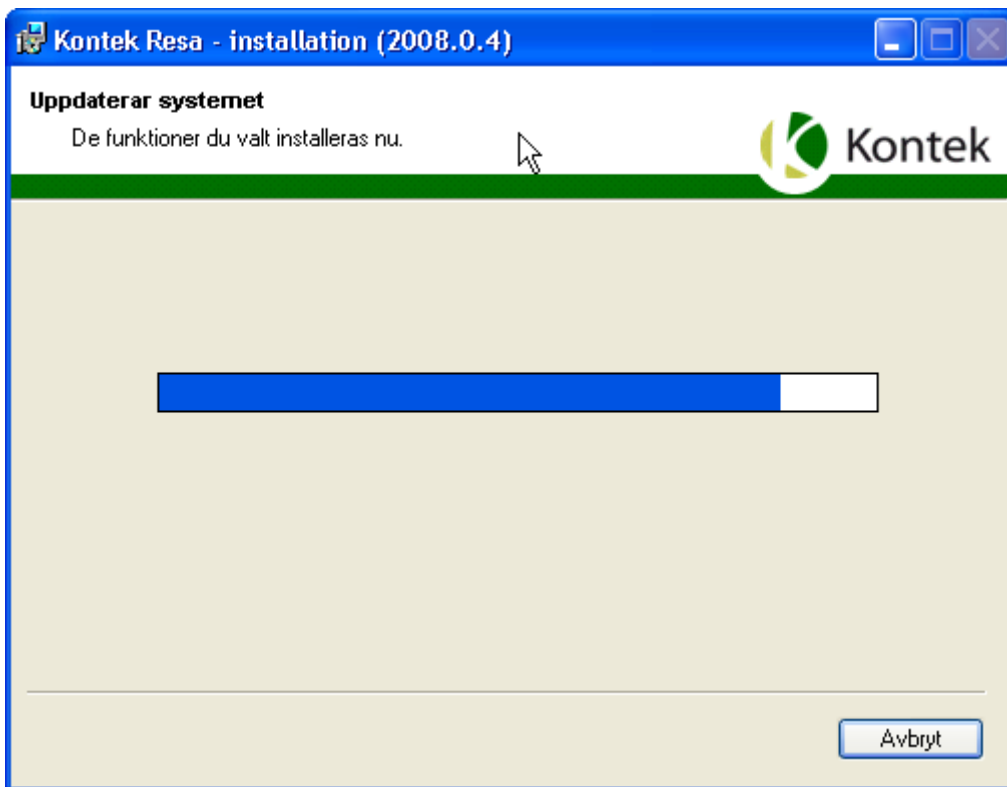 Kontek Resa - installation (2008.0.4)
Uppdaterar systemet
De funktioner du valt installeras nu.
Kontek
Avbryt